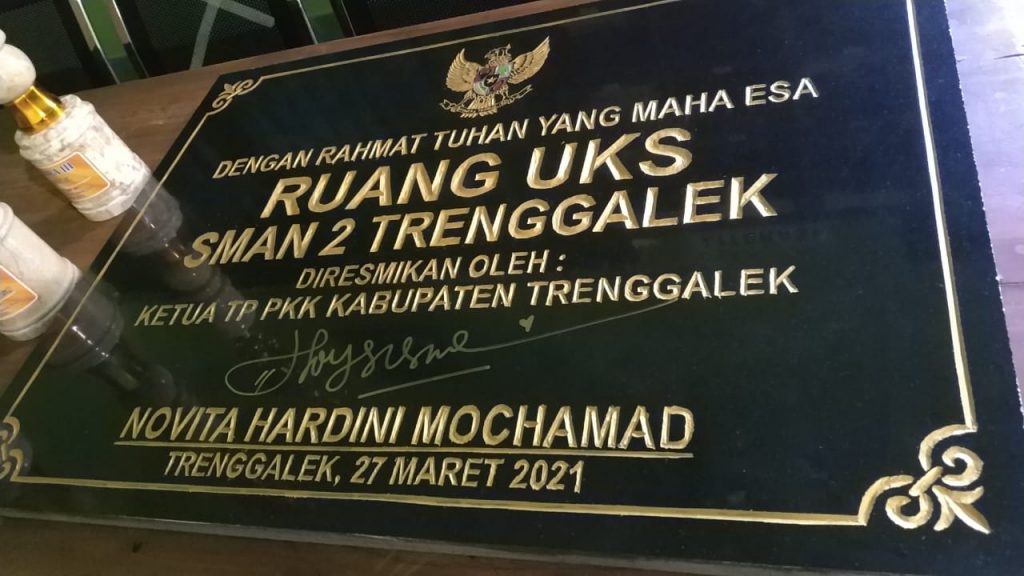 DENGAN RAHMAT TUHAN YANG MAHA ESA
RUANG UKS
SMAN 2 TRENGGALEK
DIRESMIKAN OLEH :
KETUA TP PKK KABUPATEN TRENGGALEK
NOVITA HARDINI MOCHAMAD
TRENGGALEK, 27 MARET 2021